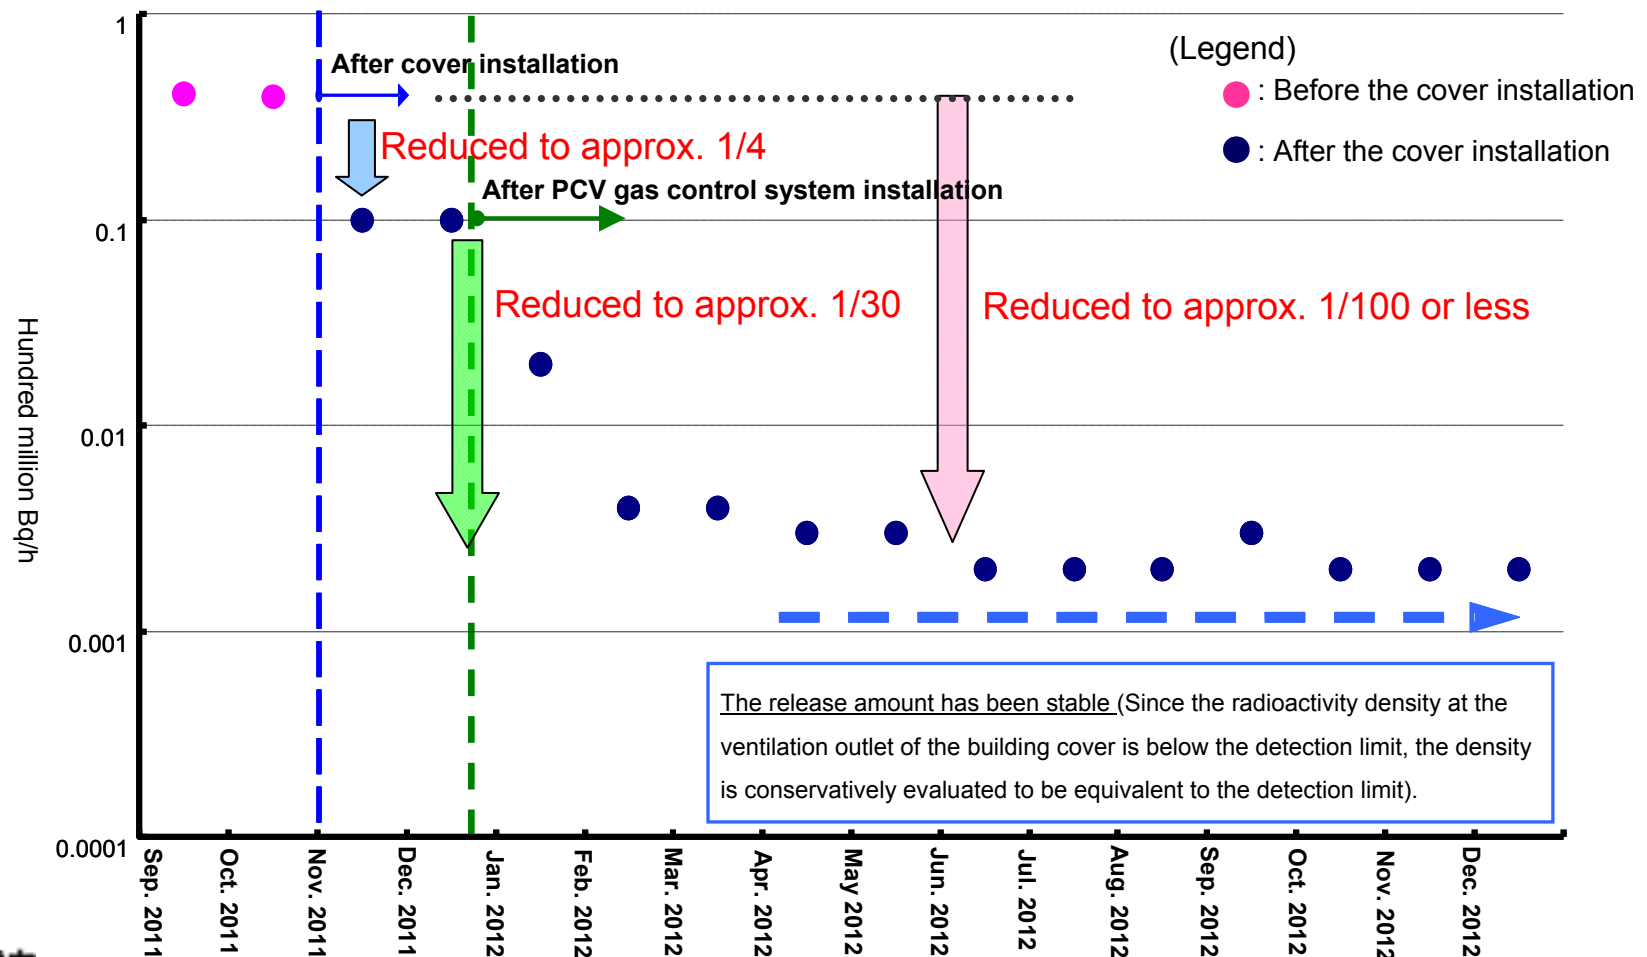 1
(Legend)
After cover installation
: Before the cover installation
Reduced to approx. 1/4
: After the cover installation
After PCV gas control system installation
0.1
Reduced to approx. 1/30
Reduced to approx. 1/100 or less
Hundred million Bq/h
0.01
0.001
The release amount has been stable (Since the radioactivity density at the
ventilation outlet of the building cover is below the detection limit, the density
is conservatively evaluated to be equivalent to the detection limit).
0.0001
Sep. 2011
Oct. 2011
Nov. 2011
Dec. 2011
Jan. 2012
Feb. 2012
Mar. 2012
Apr. 2012
May 2012
Jun. 2012
Jul. 2012
Aug. 2012
Sep. 2012
Oct. 2012
Nov. 2012
Dec. 2012